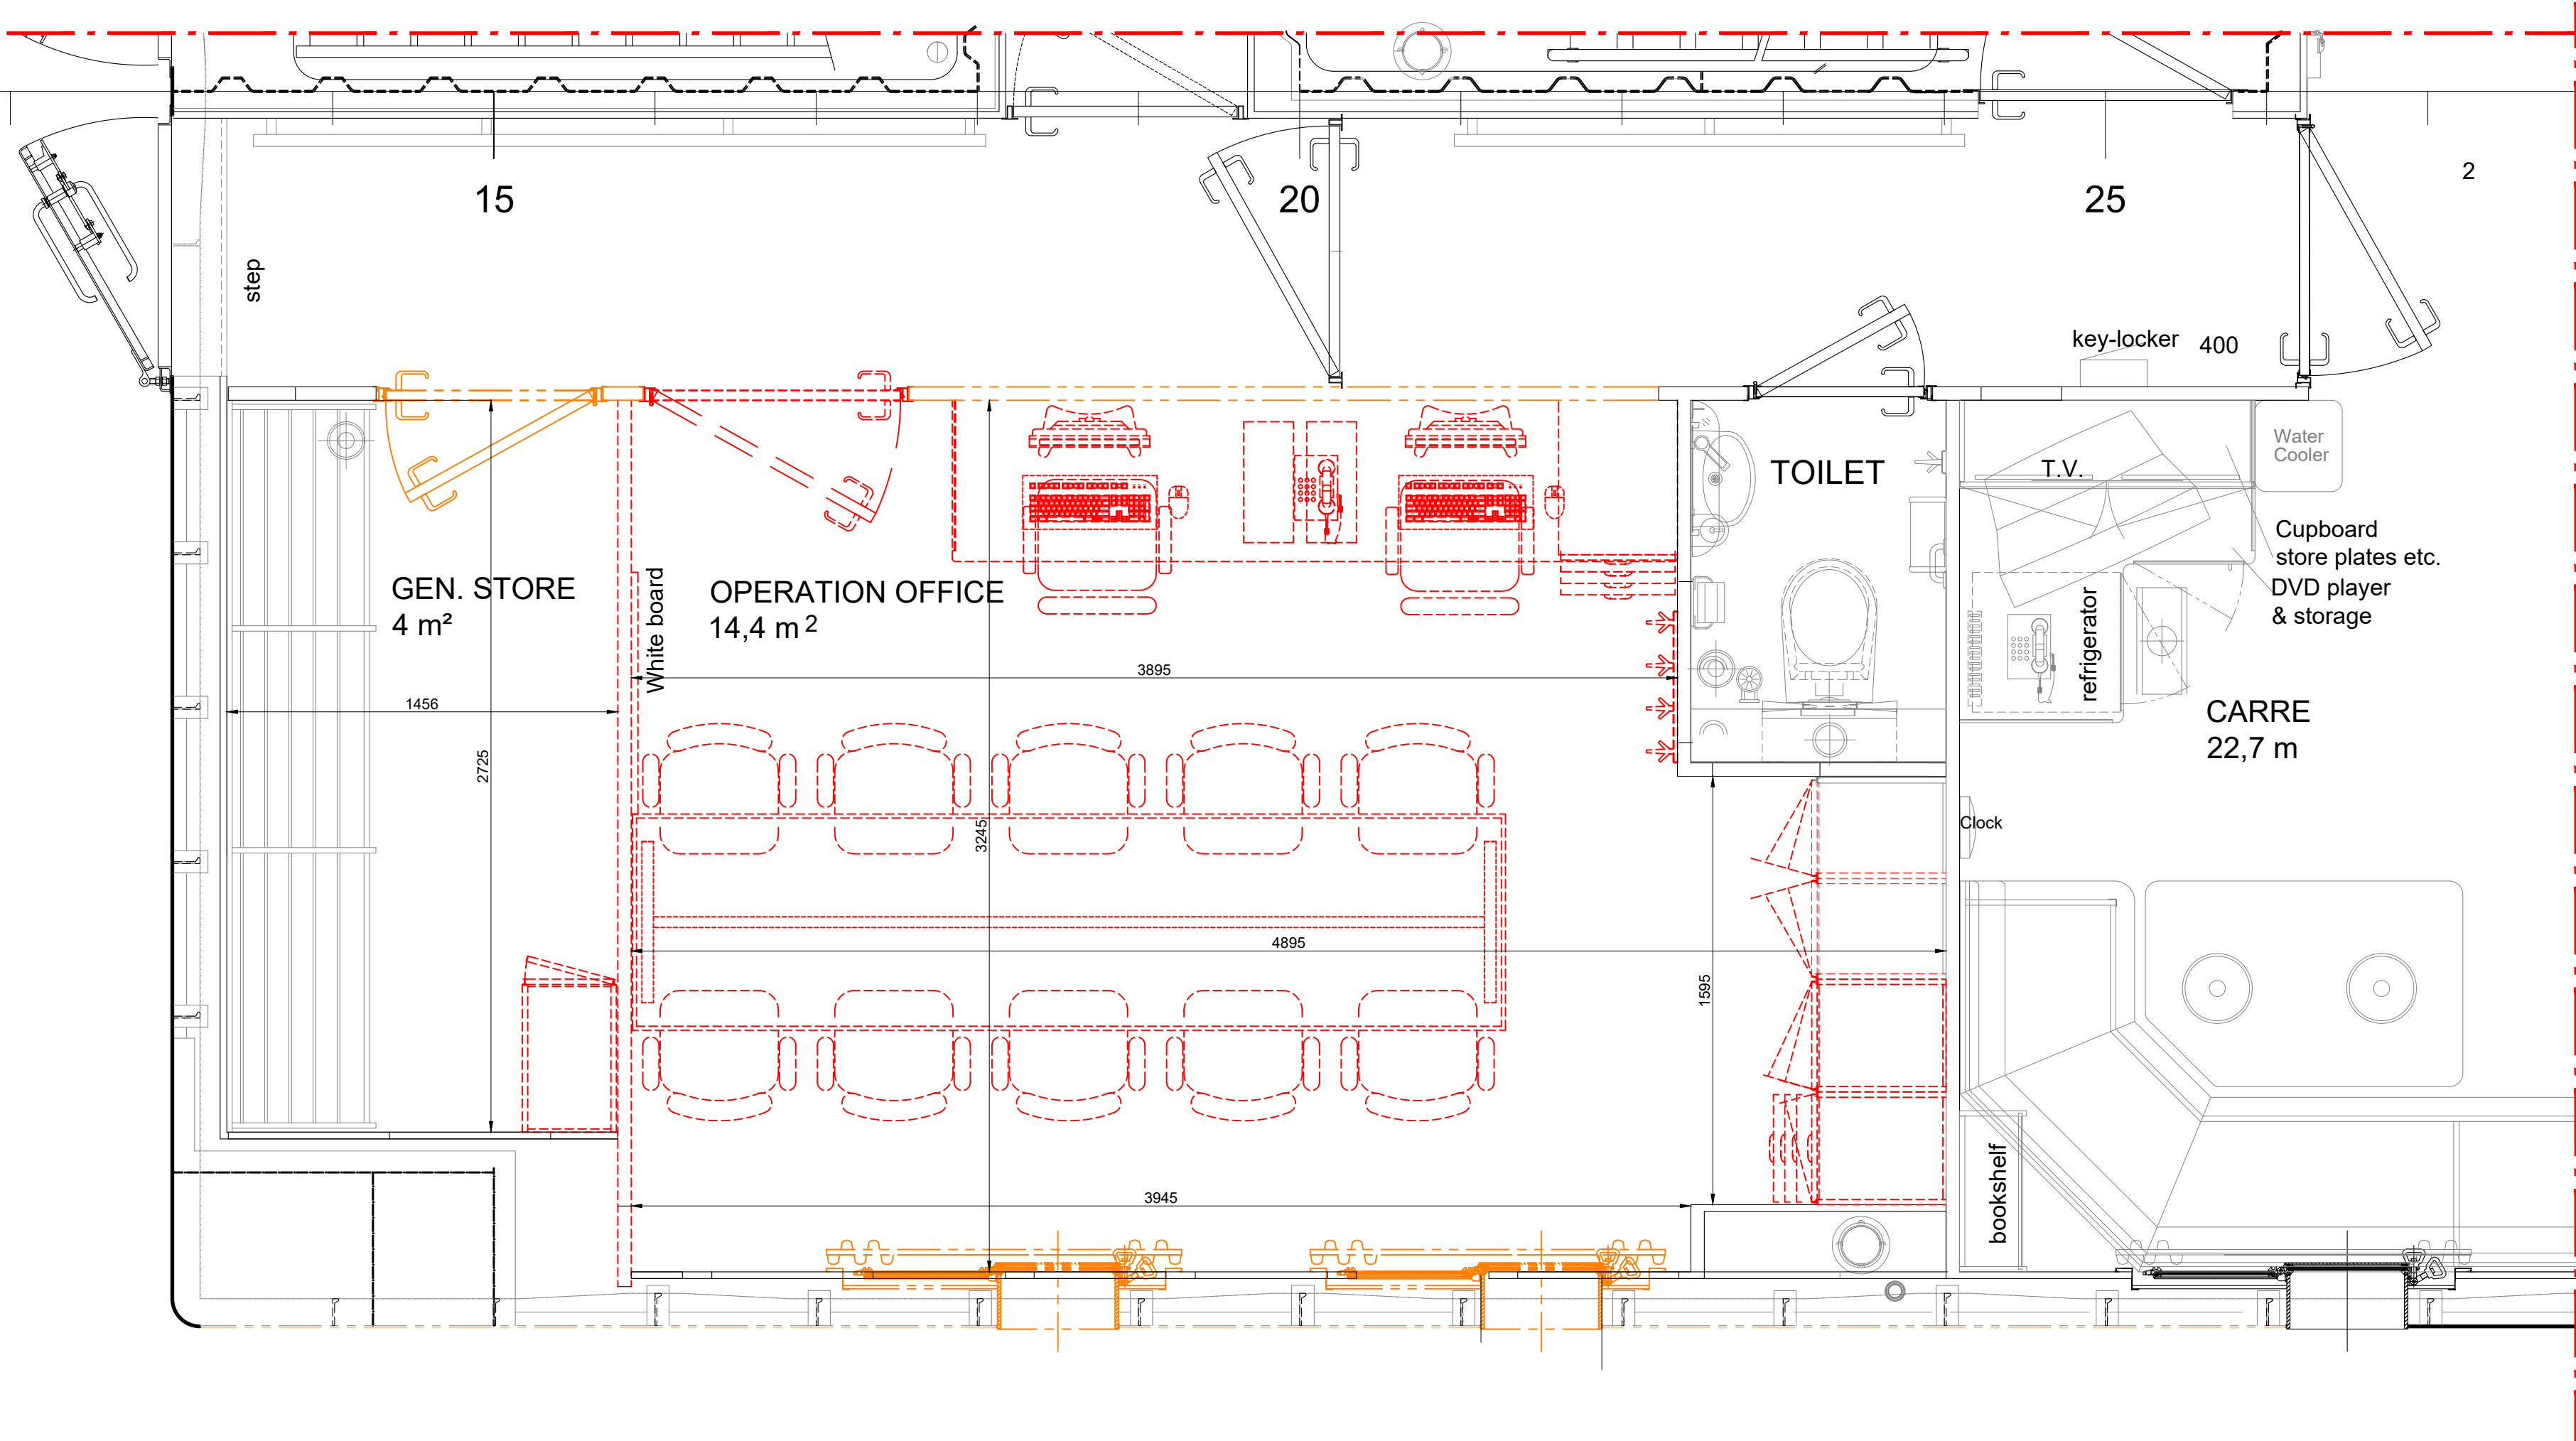 2
15
20
25
step
key-locker
400
Water
Cooler
T.V.
TOILET
Cupboard
store plates etc.
DVD player
& storage
GEN. STORE
4 m²
White board
OPERATION OFFICE
14,4 m 2
refrigerator
3895
1456
CARRE
22,7 m
2725
3245
Clock
4895
1595
bookshelf
3945